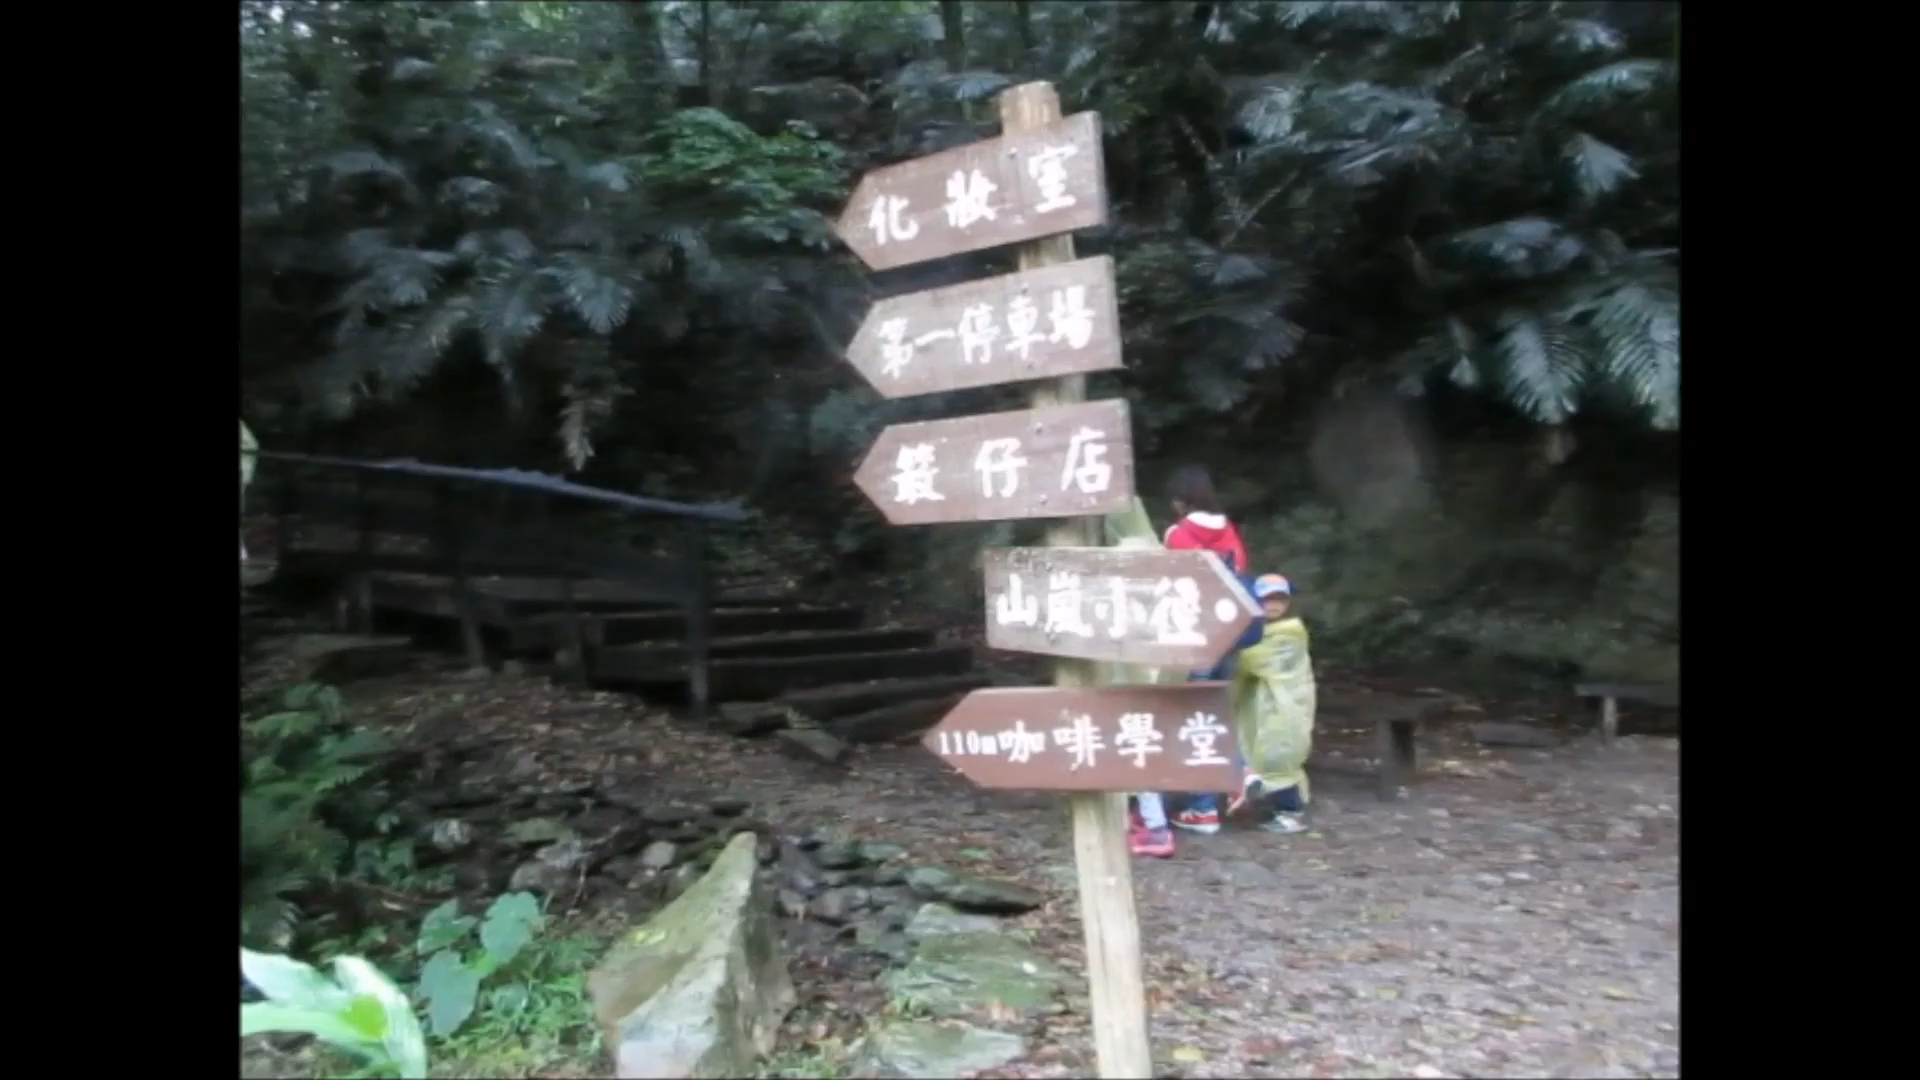 化妝室
第一停車場
簽仔店
山嵐小徑
110m咖啡學堂